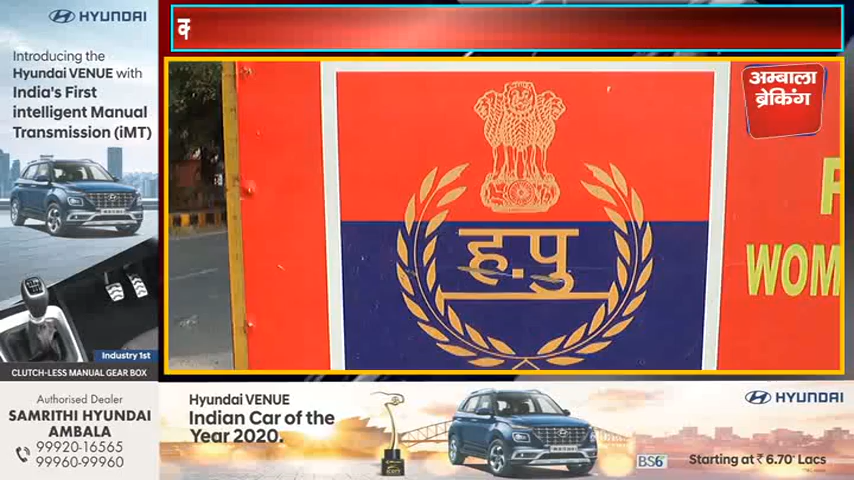 HYUNDAI
Introducing the
Hyundai VENUE with
India's First
intelligent Manual
Transmission (iMT)
Industry 1st
CLUTCH-LESS MANUAL GEAR BOX
Authorised Dealer
SAMRITHI HYUNDAI
AMBALA
99920-16565
99960-99960
अम्बाला
ब्रेकिंग
ह.पु
WOM
Hyundai VENUE
Indian Car of the
Year 2020.
HYUNDAI
BS6
Starting at ₹ 6.70* Lacs